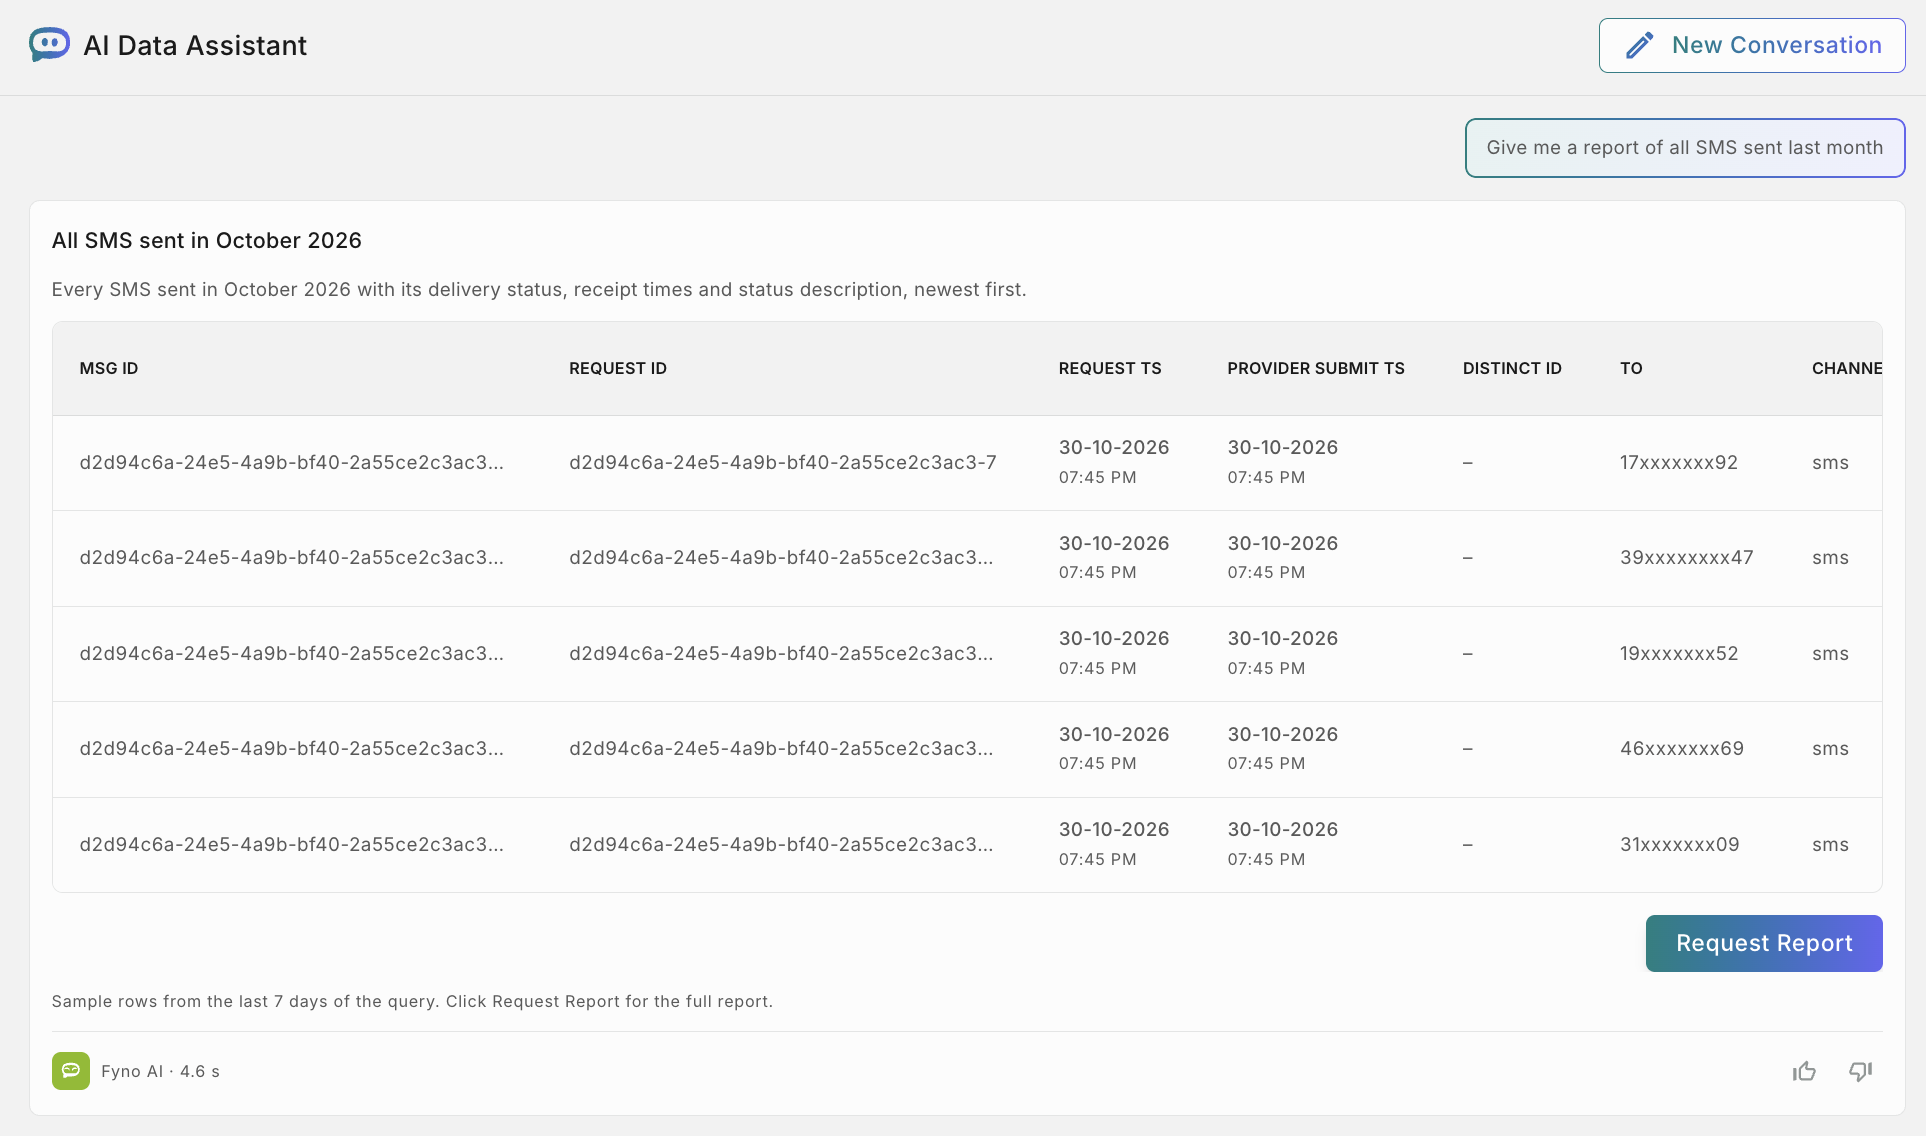 AI Data Assistant
New Conversation
Give me a report of all SMS sent last month
All SMS sent in October 2026
Every SMS sent in October 2026 with its delivery status, receipt times and status description, newest first.
MSG ID REQUEST ID REQUEST TS PROVIDER SUBMIT TS DISTINCT ID TO CHANNE
d2d94c6a-24e5-4a9b-bf40-2a55ce2c3ac3... d2d94c6a-24e5-4a9b-bf40-2a55ce2c3ac3-7 30-10-2026 07:45 PM 30-10-2026 07:45 PM – 17xxxxxxx92 sms
d2d94c6a-24e5-4a9b-bf40-2a55ce2c3ac3... d2d94c6a-24e5-4a9b-bf40-2a55ce2c3ac3... 30-10-2026 07:45 PM 30-10-2026 07:45 PM – 39xxxxxxxx47 sms
d2d94c6a-24e5-4a9b-bf40-2a55ce2c3ac3... d2d94c6a-24e5-4a9b-bf40-2a55ce2c3ac3... 30-10-2026 07:45 PM 30-10-2026 07:45 PM – 19xxxxxxx52 sms
d2d94c6a-24e5-4a9b-bf40-2a55ce2c3ac3... d2d94c6a-24e5-4a9b-bf40-2a55ce2c3ac3... 30-10-2026 07:45 PM 30-10-2026 07:45 PM – 46xxxxxxx69 sms
d2d94c6a-24e5-4a9b-bf40-2a55ce2c3ac3... d2d94c6a-24e5-4a9b-bf40-2a55ce2c3ac3... 30-10-2026 07:45 PM 30-10-2026 07:45 PM – 31xxxxxxx09 sms
Request Report
Sample rows from the last 7 days of the query. Click Request Report for the full report.
Fyno AI · 4.6 s